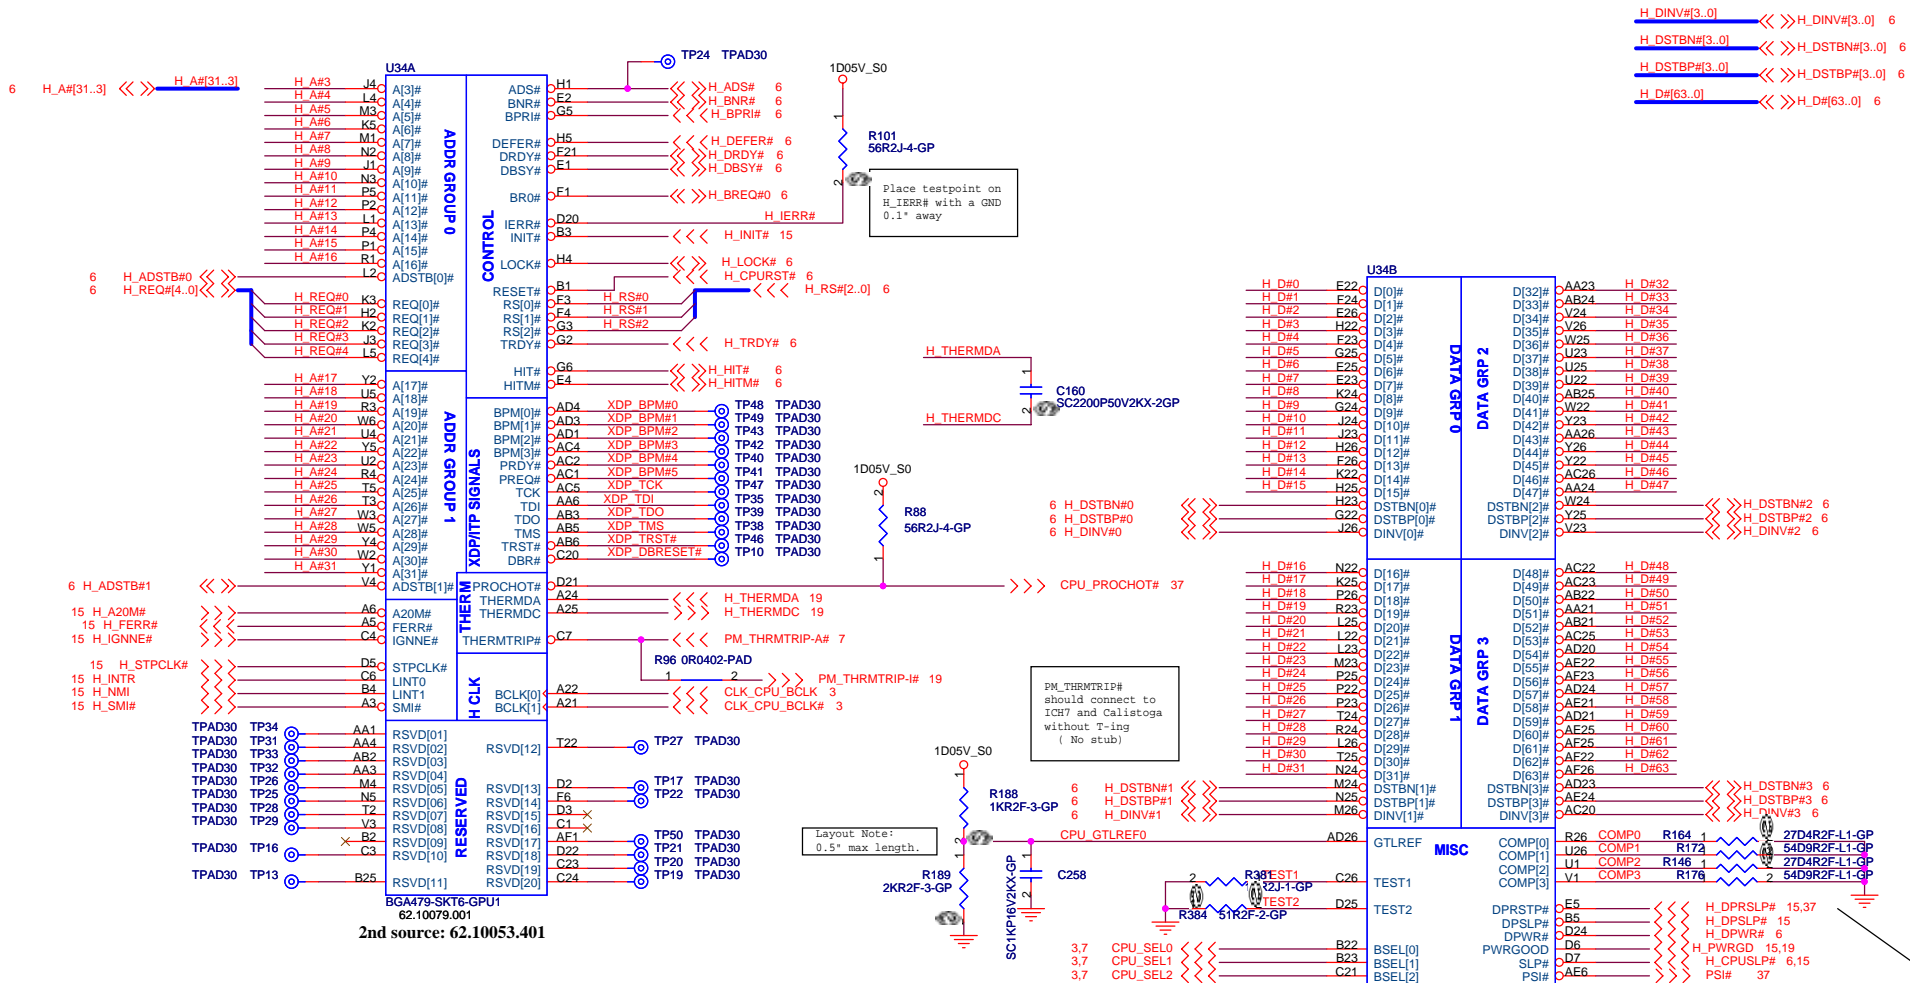 H_DINV#[3..0] H_DINV#[3..0] 6
H_DSTBN#[3..0] H_DSTBN#[3..0] 6
H_DSTBP#[3..0] H_DSTBP#[3..0] 6
H_D#[63..0] H_D#[63..0] 6
TP24 TPAD30
U34A
6 H_A#[31..3] H_A#[31..3]
H_A#3 J4 A[3]#
H_A#4 L4 A[4]#
H_A#5 M3 A[5]#
H_A#6 K5 A[6]#
H_A#7 M1 A[7]#
H_A#8 N2 A[8]#
H_A#9 J1 A[9]#
H_A#10 N3 A[10]#
H_A#11 P5 A[11]#
H_A#12 P2 A[12]#
H_A#13 L1 A[13]#
H_A#14 P4 A[14]#
H_A#15 P1 A[15]#
H_A#16 R1 A[16]#
6 H_ADSTB#0 L2 ADSTB[0]#
6 H_REQ#[4..0]
H_REQ#0 K3 REQ[0]#
H_REQ#1 H2 REQ[1]#
H_REQ#2 K2 REQ[2]#
H_REQ#3 J3 REQ[3]#
H_REQ#4 L5 REQ[4]#
ADDR GROUP 0
H_A#17 Y2 A[17]#
H_A#18 U5 A[18]#
H_A#19 R3 A[19]#
H_A#20 W6 A[20]#
H_A#21 U4 A[21]#
H_A#22 Y5 A[22]#
H_A#23 U2 A[23]#
H_A#24 R4 A[24]#
H_A#25 T5 A[25]#
H_A#26 T3 A[26]#
H_A#27 W3 A[27]#
H_A#28 W5 A[28]#
H_A#29 Y4 A[29]#
H_A#30 W2 A[30]#
H_A#31 Y1 A[31]#
6 H_ADSTB#1 V4 ADSTB[1]#
ADDR GROUP 1
15 H_A20M# A6 A20M#
15 H_FERR# A5 FERR#
15 H_IGNNE# C4 IGNNE#
15 H_STPCLK# D5 STPCLK#
15 H_INTR C6 LINT0
15 H_NMI B4 LINT1
15 H_SMI# A3 SMI#
TPAD30 TP34 AA1 RSVD[01]
TPAD30 TP31 AA4 RSVD[02]
TPAD30 TP33 AB2 RSVD[03]
TPAD30 TP32 AA3 RSVD[04]
TPAD30 TP26 M4 RSVD[05]
TPAD30 TP25 N5 RSVD[06]
TPAD30 TP28 T2 RSVD[07]
TPAD30 TP29 V3 RSVD[08]
B2 RSVD[09]
TPAD30 TP16 C3 RSVD[10]
TPAD30 TP13 B25 RSVD[11]
RESERVED
BGA479-SKT6-GPU1
62.10079.001
2nd source: 62.10053.401
CONTROL
ADS# H1 H_ADS# 6
BNR# E2 H_BNR# 6
BPRI# G5 H_BPRI# 6
DEFER# H5 H_DEFER# 6
DRDY# F21 H_DRDY# 6
DBSY# E1 H_DBSY# 6
BR0# F1 H_BREQ#0 6
IERR# D20 H_IERR#
INIT# B3 H_INIT# 15
LOCK# H4 H_LOCK# 6
H_CPURST# 6
RESET# B1
RS[0]# F3 H_RS#0 H_RS#[2..0] 6
RS[1]# F4 H_RS#1
RS[2]# G3 H_RS#2
TRDY# G2 H_TRDY# 6
HIT# G6 H_HIT# 6
HITM# E4 H_HITM# 6
XDP/ITP SIGNALS
BPM[0]# AD4 XDP_BPM#0 TP48 TPAD30
BPM[1]# AD3 XDP_BPM#1 TP49 TPAD30
BPM[2]# AD1 XDP_BPM#2 TP43 TPAD30
BPM[3]# AC4 XDP_BPM#3 TP42 TPAD30
PRDY# AC2 XDP_BPM#4 TP40 TPAD30
PREQ# AC1 XDP_BPM#5 TP41 TPAD30
TCK AC5 XDP_TCK TP47 TPAD30
TDI AA6 XDP_TDI TP35 TPAD30
TDO AB3 XDP_TDO TP39 TPAD30
TMS AB5 XDP_TMS TP38 TPAD30
TRST# AB6 XDP_TRST# TP46 TPAD30
DBR# C20 XDP_DBRESET# TP10 TPAD30
THERM
PROCHOT# D21 CPU_PROCHOT# 37
THERMDA A24 H_THERMDA 19
THERMDC A25 H_THERMDC 19
THERMTRIP# C7 PM_THRMTRIP-A# 7
R96 0R0402-PAD
1 2 PM_THRMTRIP-I# 19
H CLK
BCLK[0] A22 CLK_CPU_BCLK 3
BCLK[1] A21 CLK_CPU_BCLK# 3
RSVD[12] T22 TP27 TPAD30
RSVD[13] D2 TP17 TPAD30
RSVD[14] F6 TP22 TPAD30
RSVD[15] D3
RSVD[16] C1
RSVD[17] AF1 TP50 TPAD30
RSVD[18] D22 TP21 TPAD30
RSVD[19] C23 TP20 TPAD30
RSVD[20] C24 TP19 TPAD30
1D05V_S0
1
R101
56R2J-4-GP
2
Place testpoint on
H_IERR# with a GND
0.1" away
H_THERMDA
1
C160
SC2200P50V2KX-2GP
2
H_THERMDC
1D05V_S0
2
R88
56R2J-4-GP
1
PM_THRMTRIP#
should connect to
ICH7 and Calistoga
without T-ing
( No stub)
1D05V_S0
1
R188
1KR2F-3-GP
2
Layout Note:
0.5" max length.
CPU_GTLREF0
1
R189
2KR2F-3-GP
2
1
C258
2
SC1KP16V2KX-GP
U34B
H_D#0 E22 D[0]#
H_D#1 F24 D[1]#
H_D#2 E26 D[2]#
H_D#3 H22 D[3]#
H_D#4 F23 D[4]#
H_D#5 G25 D[5]#
H_D#6 E25 D[6]#
H_D#7 E23 D[7]#
H_D#8 K24 D[8]#
H_D#9 G24 D[9]#
H_D#10 J24 D[10]#
H_D#11 J23 D[11]#
H_D#12 H26 D[12]#
H_D#13 F26 D[13]#
H_D#14 K22 D[14]#
H_D#15 H25 D[15]#
6 H_DSTBN#0 H23 DSTBN[0]#
6 H_DSTBP#0 G22 DSTBP[0]#
6 H_DINV#0 J26 DINV[0]#
DATA GRP 0
DATA GRP 2
D[32]# AA23 H_D#32
D[33]# AB24 H_D#33
D[34]# V24 H_D#34
D[35]# V26 H_D#35
D[36]# W25 H_D#36
D[37]# U23 H_D#37
D[38]# U25 H_D#38
D[39]# U22 H_D#39
D[40]# AB25 H_D#40
D[41]# W22 H_D#41
D[42]# Y23 H_D#42
D[43]# AA26 H_D#43
D[44]# Y26 H_D#44
D[45]# Y22 H_D#45
D[46]# AC26 H_D#46
D[47]# AA24 H_D#47
DSTBN[2]# W24 H_DSTBN#2 6
DSTBP[2]# Y25 H_DSTBP#2 6
DINV[2]# V23 H_DINV#2 6
H_D#16 N22 D[16]#
H_D#17 K25 D[17]#
H_D#18 P26 D[18]#
H_D#19 R23 D[19]#
H_D#20 L25 D[20]#
H_D#21 L22 D[21]#
H_D#22 L23 D[22]#
H_D#23 M23 D[23]#
H_D#24 P25 D[24]#
H_D#25 P22 D[25]#
H_D#26 P23 D[26]#
H_D#27 T24 D[27]#
H_D#28 R24 D[28]#
H_D#29 L26 D[29]#
H_D#30 T25 D[30]#
H_D#31 N24 D[31]#
6 H_DSTBN#1 M24 DSTBN[1]#
6 H_DSTBP#1 N25 DSTBP[1]#
6 H_DINV#1 M26 DINV[1]#
DATA GRP 1
DATA GRP 3
D[48]# AC22 H_D#48
D[49]# AC23 H_D#49
D[50]# AB22 H_D#50
D[51]# AA21 H_D#51
D[52]# AB21 H_D#52
D[53]# AC25 H_D#53
D[54]# AD20 H_D#54
D[55]# AE22 H_D#55
D[56]# AF23 H_D#56
D[57]# AD24 H_D#57
D[58]# AE21 H_D#58
D[59]# AD21 H_D#59
D[60]# AE25 H_D#60
D[61]# AF25 H_D#61
D[62]# AF22 H_D#62
D[63]# AF26 H_D#63
DSTBN[3]# AD23 H_DSTBN#3 6
DSTBP[3]# AE24 H_DSTBP#3 6
DINV[3]# AC20 H_DINV#3 6
AD26 GTLREF
MISC
COMP[0] R26 COMP0 R164 1 27D4R2F-L1-GP
COMP[1] U26 COMP1 R172 54D9R2F-L1-GP
COMP[2] U1 COMP2 R146 1 27D4R2F-L1-GP
COMP[3] V1 COMP3 R176 2 54D9R2F-L1-GP
2 R381 TEST1 C26 TEST1
R2J-1-GP
TEST2 D25 TEST2
R384 51R2F-2-GP
3,7 CPU_SEL0 B22 BSEL[0]
3,7 CPU_SEL1 B23 BSEL[1]
3,7 CPU_SEL2 C21 BSEL[2]
DPRSTP# E5 H_DPRSLP# 15,37
DPSLP# B5 H_DPSLP# 15
DPWR# D24 H_DPWR# 6
PWRGOOD D6 H_PWRGD 15,19
SLP# D7 H_CPUSLP# 6,15
PSI# AE6 PSI# 37